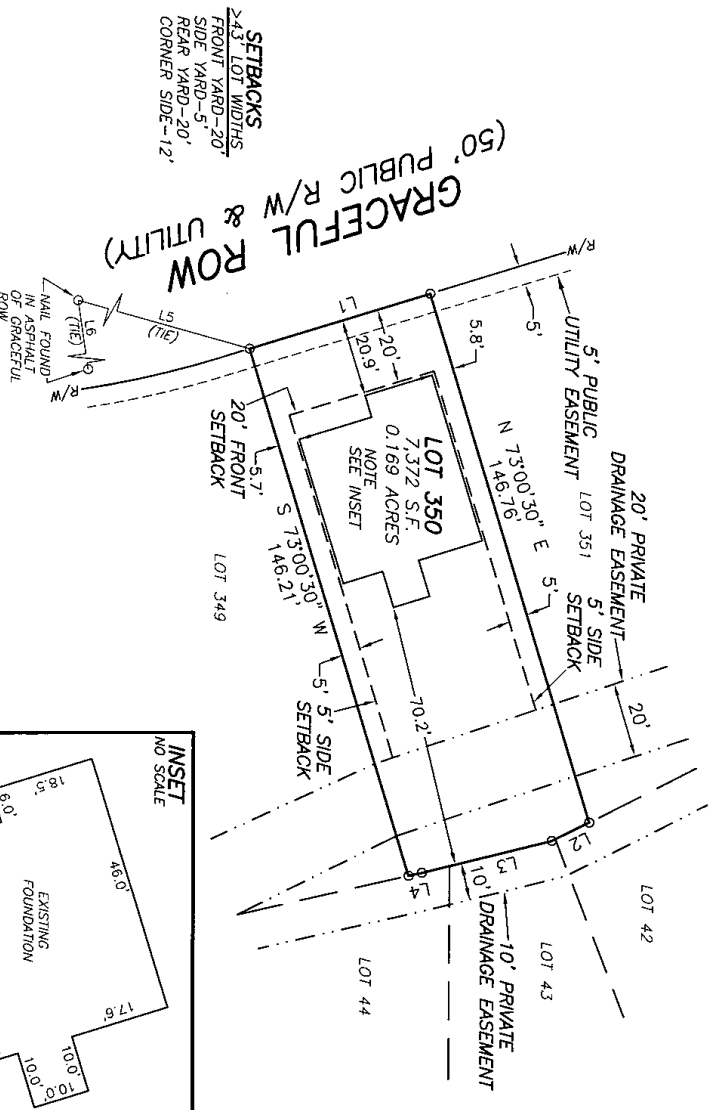 SETBACKS
>43' LOT WIDTHS
FRONT YARD-20'
SIDE YARD-5'
REAR YARD-20'
CORNER SIDE-12'
GRACEFUL ROW
(50' PUBLIC R/W & UTILITY)
R/W
R/W
L1
L5
(TIE)
L6
(TIE)
NAIL FOUND
IN ASPHALT
OF GRACEFUL
ROW
5'
5' PUBLIC
UTILITY EASEMENT
LOT 351
20' PRIVATE
DRAINAGE EASEMENT
5' SIDE
SETBACK
5.8'
N 73°00'30" E
146.76'
5'
20'
20'
20.9'
LOT 350
7,372 S.F.
0.169 ACRES
NOTE
SEE INSET
5.7'
20' FRONT
SETBACK
S 73°00'30" W
146.21'
LOT 349
5'
5' SIDE
SETBACK
70.2'
L2
L3
L4
10'
10' PRIVATE
DRAINAGE EASEMENT
LOT 42
LOT 43
LOT 44
INSET
NO SCALE
18.5'
46.0'
EXISTING
FOUNDATION
17.6'
10.0'
10.0'
10.0'